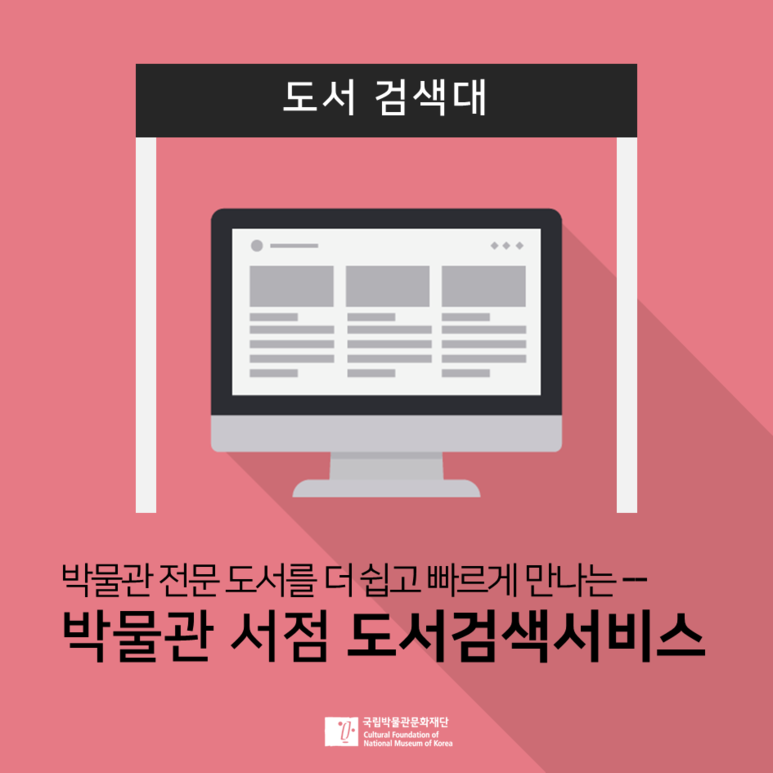 도서 검색대
박물관 전문 도서를 더 쉽고 빠르게 만나는 --
박물관 서점 도서검색서비스
국립박물관문화재단
Cultural Foundation of
National Museum of Korea